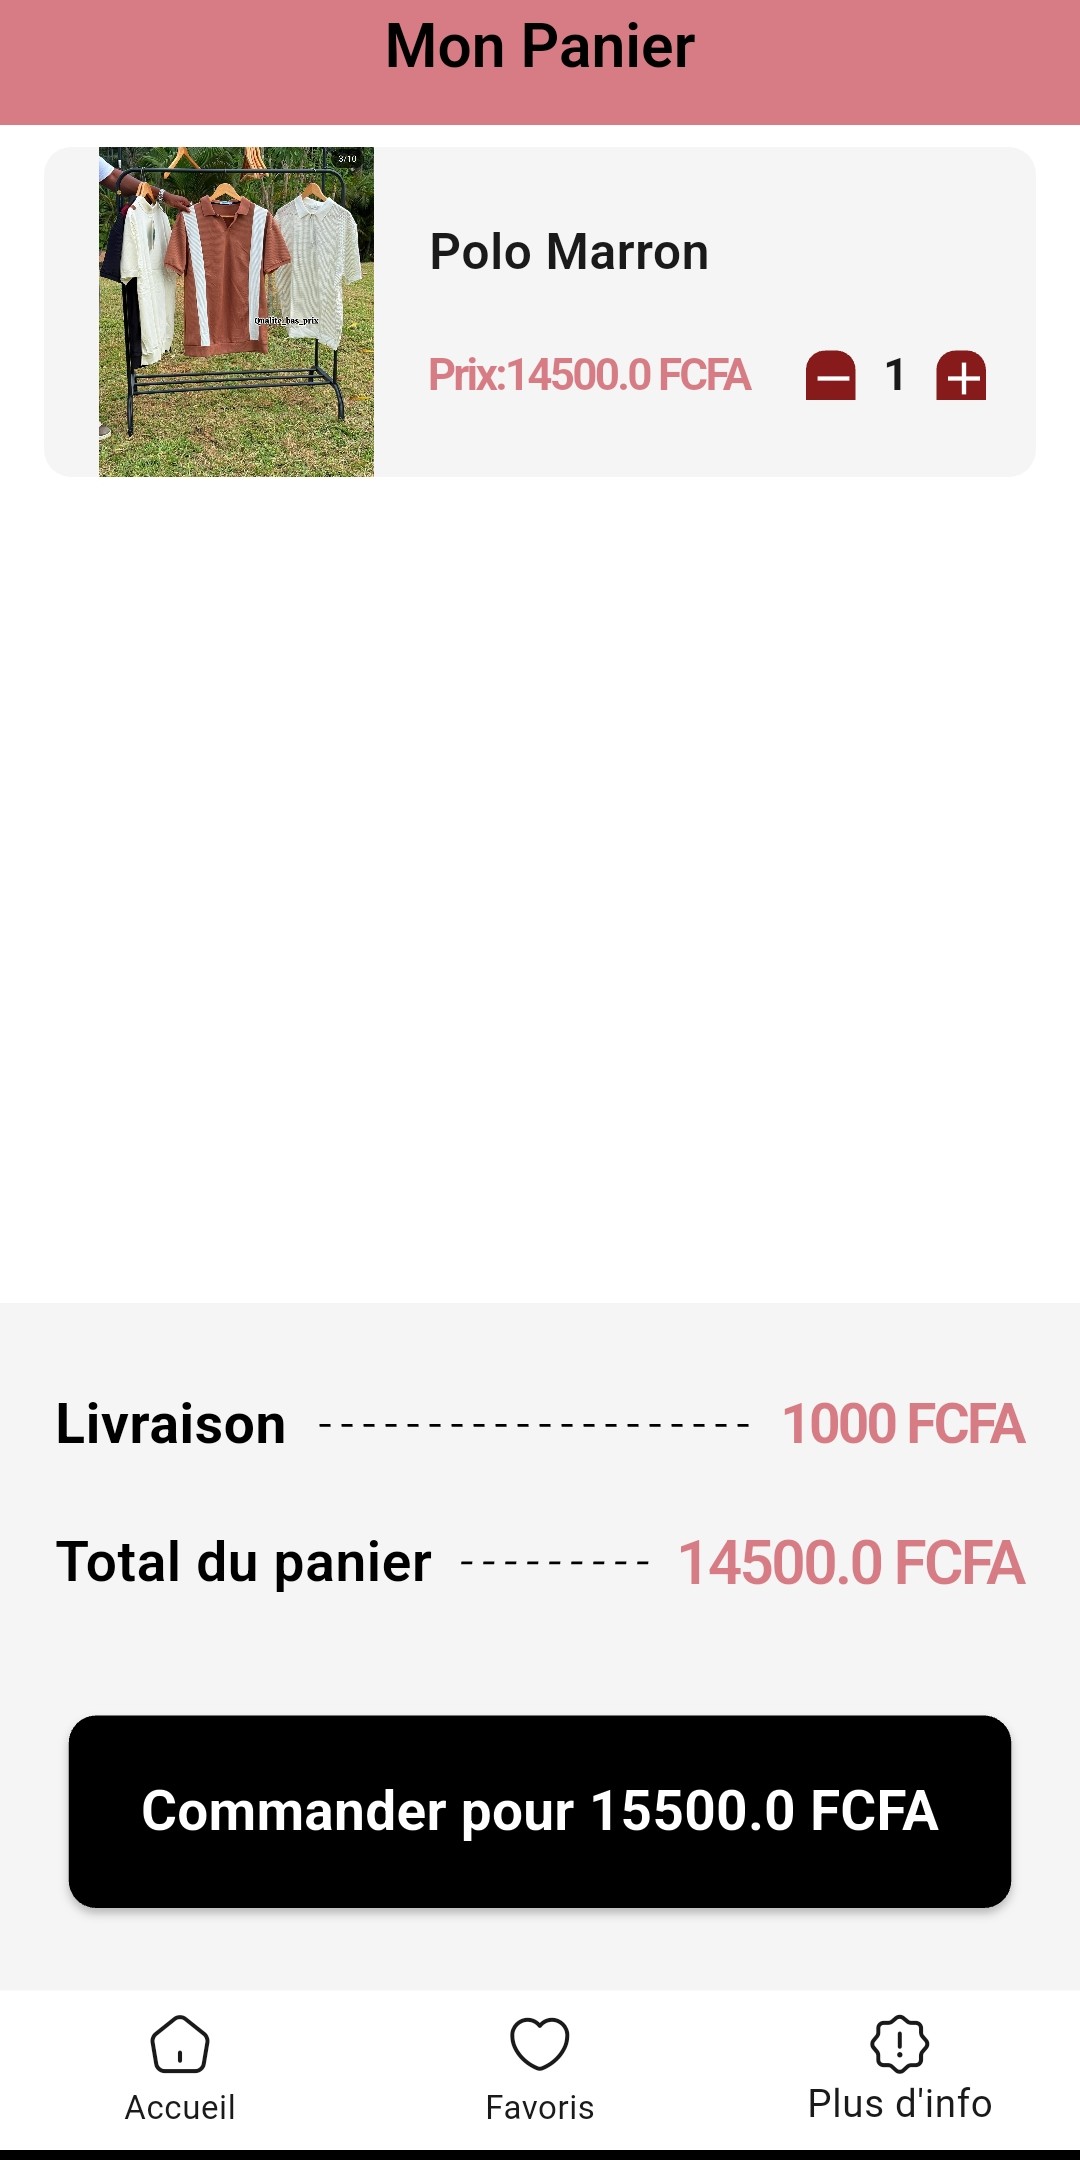 Mon Panier
3/10
Qualité_bas_prix
Polo Marron
Prix:14500.0 FCFA
1
Livraison
1000 FCFA
Total du panier
14500.0 FCFA
Commander pour 15500.0 FCFA
Accueil
Favoris
Plus d'info